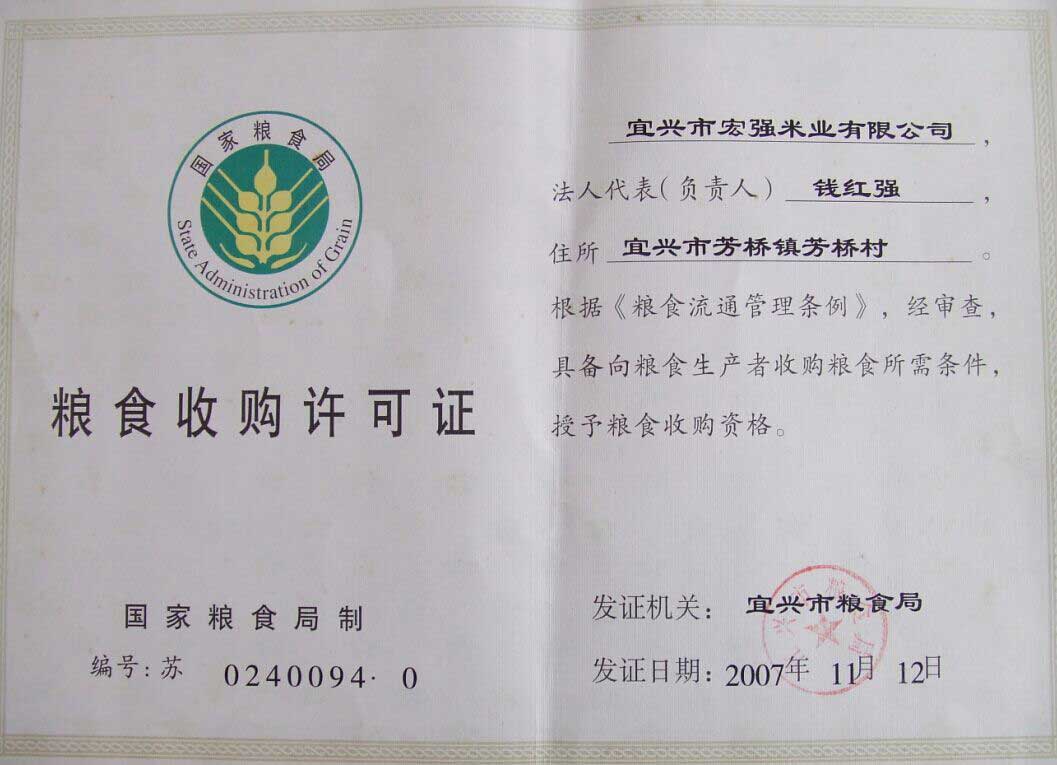 国家粮食局
State Administration of Grain
粮食收购许可证
国家粮食局制
编号:苏 0240094·0
宜兴市宏强米业有限公司，
法人代表(负责人) 钱红强，
住所 宜兴市芳桥镇芳桥村。
根据《粮食流通管理条例》，经审查，
具备向粮食生产者收购粮食所需条件，
授予粮食收购资格。
发证机关: 宜兴市粮食局
发证日期: 2007年 11月 12日